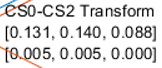 CS0-CS2 Transform
[0.131, 0.140, 0.088]
[0.005, 0.005, 0.000]